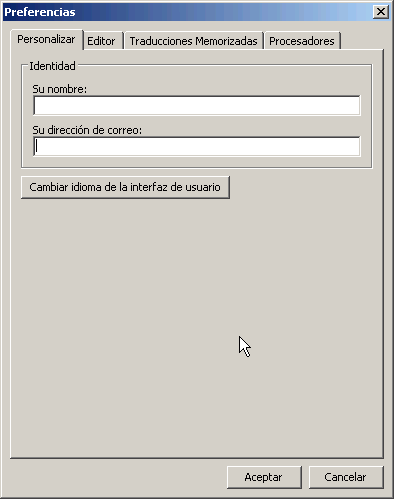 Preferencias
Personalizar Editor Traducciones Memorizadas Procesadores
Identidad
Su nombre:
Su dirección de correo:
Cambiar idioma de la interfaz de usuario
Aceptar Cancelar